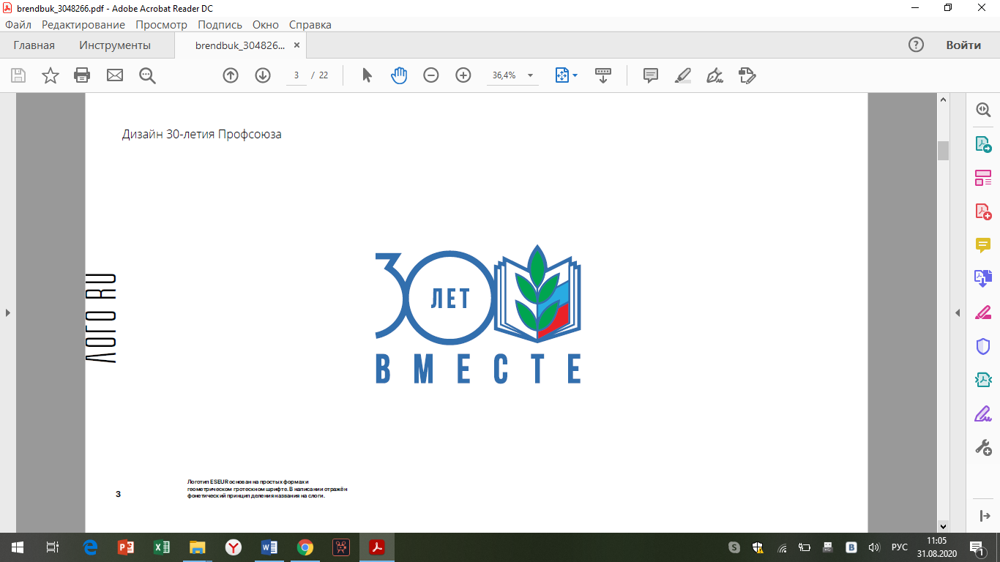 brendbuk_3048266.pdf - Adobe Acrobat Reader DC
Файл Редактирование Просмотр Подпись Окно Справка
Главная Инструменты brendbuk_304826... × Войти
3 / 22 36,4%
Дизайн 30-летия Профсоюза
30 ЛЕТ
ВМЕСТЕ
ЛОГО RU
3
Логотип ESEUR основан на простых формах и
геометрическом гротескном шрифте. В написании отражён
фонетический принцип деления названия на слоги.
РУС
11:05
31.08.2020
1